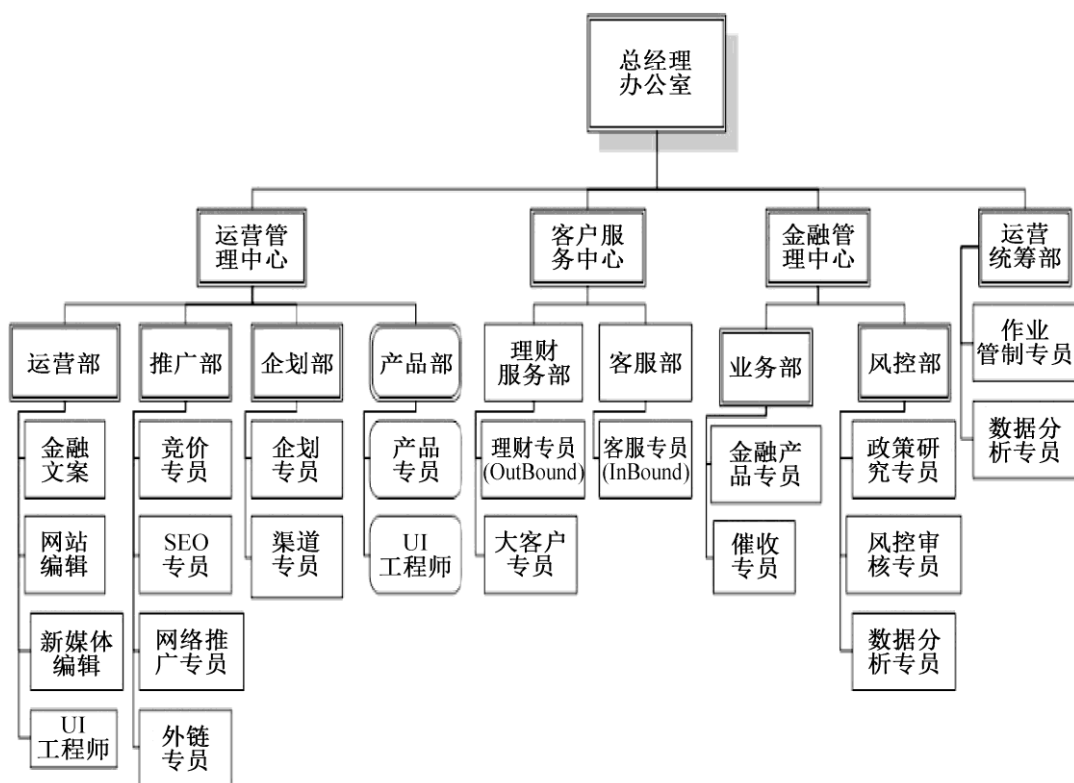 总经理
办公室
运营管
理中心
客户服
务中心
金融管
理中心
运营
统筹部
运营部
推广部
企划部
产品部
理财
服务部
客服部
业务部
风控部
作业
管制专员
数据分
析专员
金融
文案
网站
编辑
新媒体
编辑
UI
工程师
竞价
专员
SEO
专员
网络推
广专员
外链
专员
企划
专员
渠道
专员
产品
专员
UI
工程师
理财专员
(OutBound)
大客户
专员
客服专员
(InBound)
金融产
品专员
催收
专员
政策研
究专员
风控审
核专员
数据分
析专员